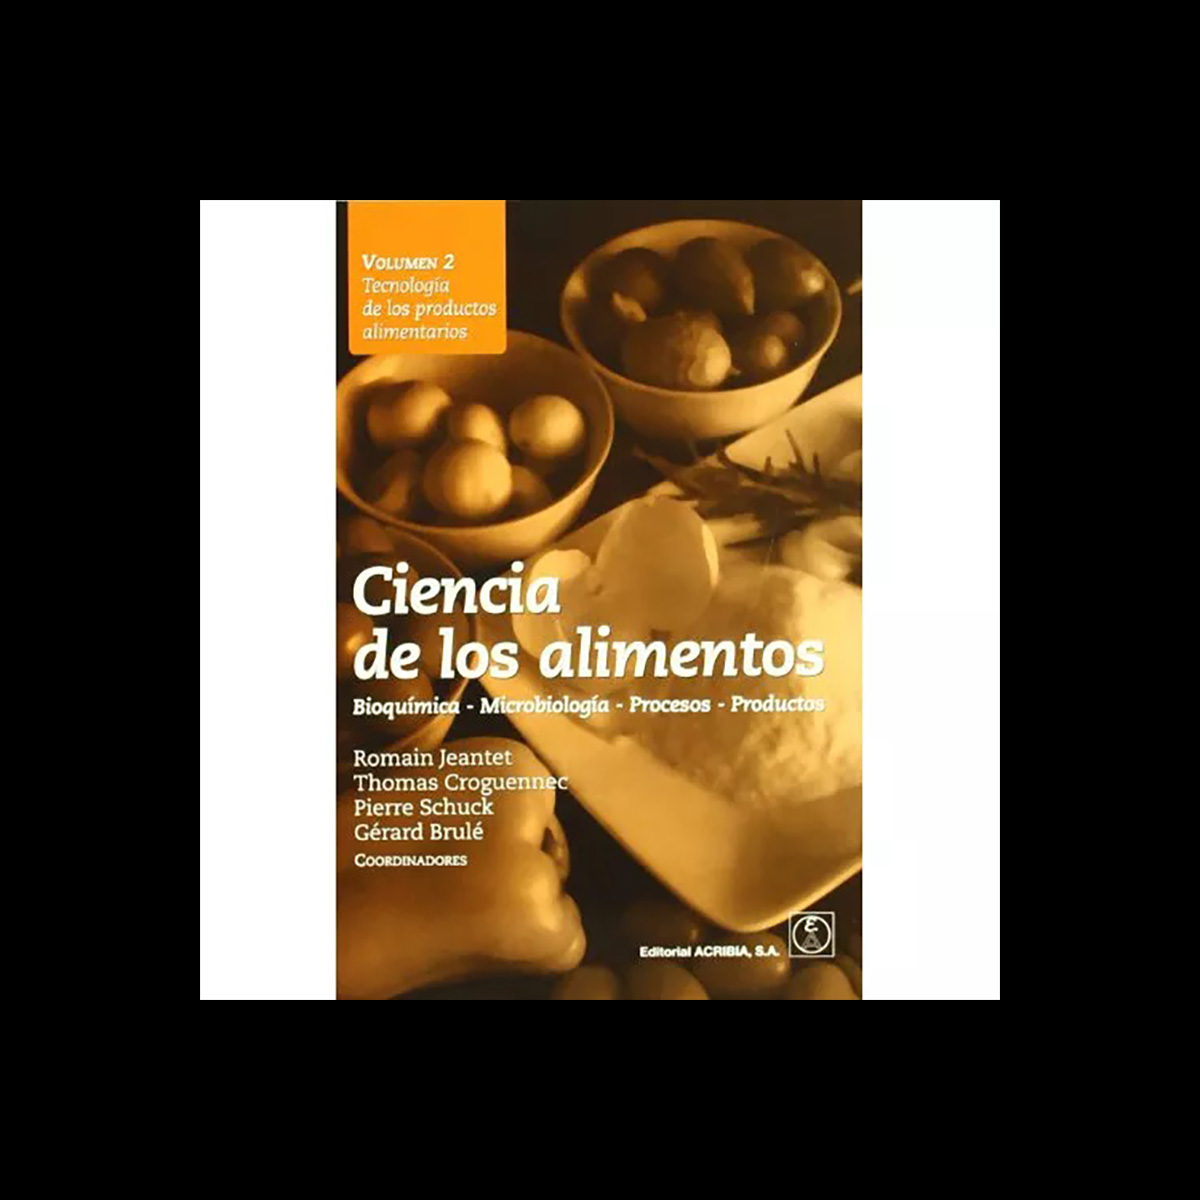 VOLUMEN 2
Tecnología
de los productos
alimentarios
Ciencia
de los alimentos
Bioquímica - Microbiología - Procesos - Productos
Romain Jeantet
Thomas Croguennec
Pierre Schuck
Gérard Brulé
COORDINADORES
Editorial ACRIBIA, S.A.
EA